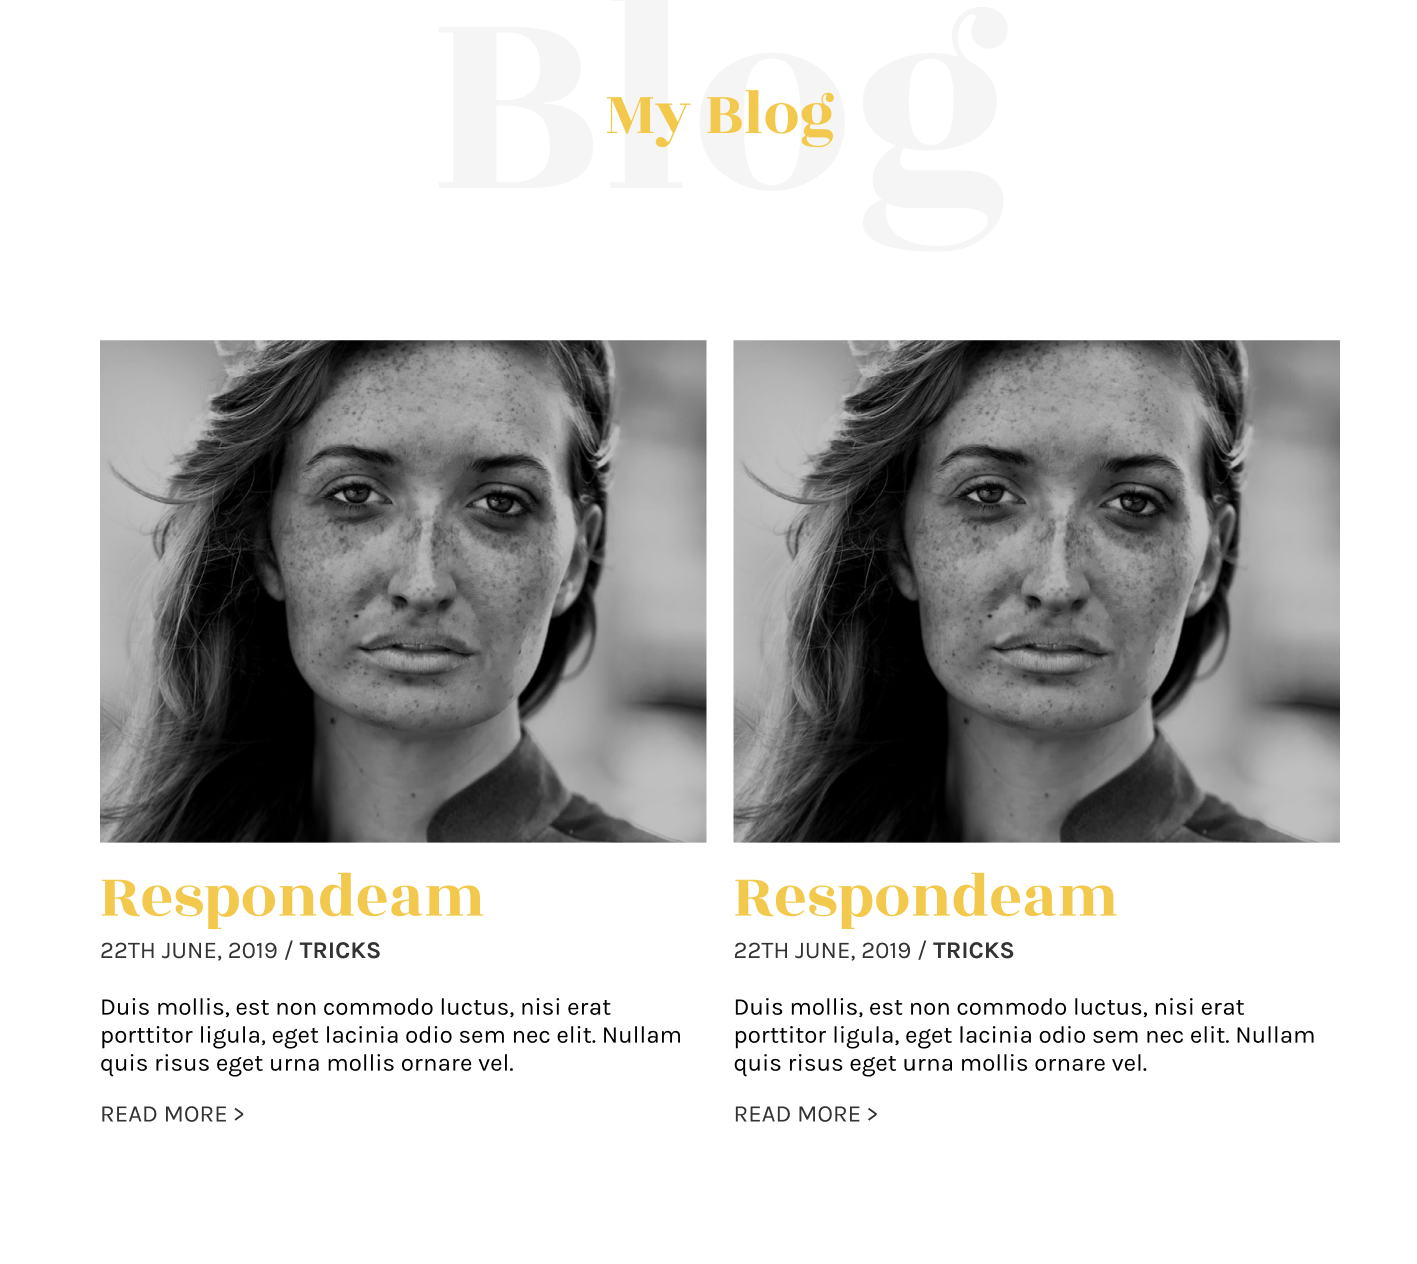 Blog
My Blog
Respondeam
22TH JUNE, 2019 / TRICKS
Duis mollis, est non commodo luctus, nisi erat
porttitor ligula, eget lacinia odio sem nec elit. Nullam
quis risus eget urna mollis ornare vel.
READ MORE >
Respondeam
22TH JUNE, 2019 / TRICKS
Duis mollis, est non commodo luctus, nisi erat
porttitor ligula, eget lacinia odio sem nec elit. Nullam
quis risus eget urna mollis ornare vel.
READ MORE >